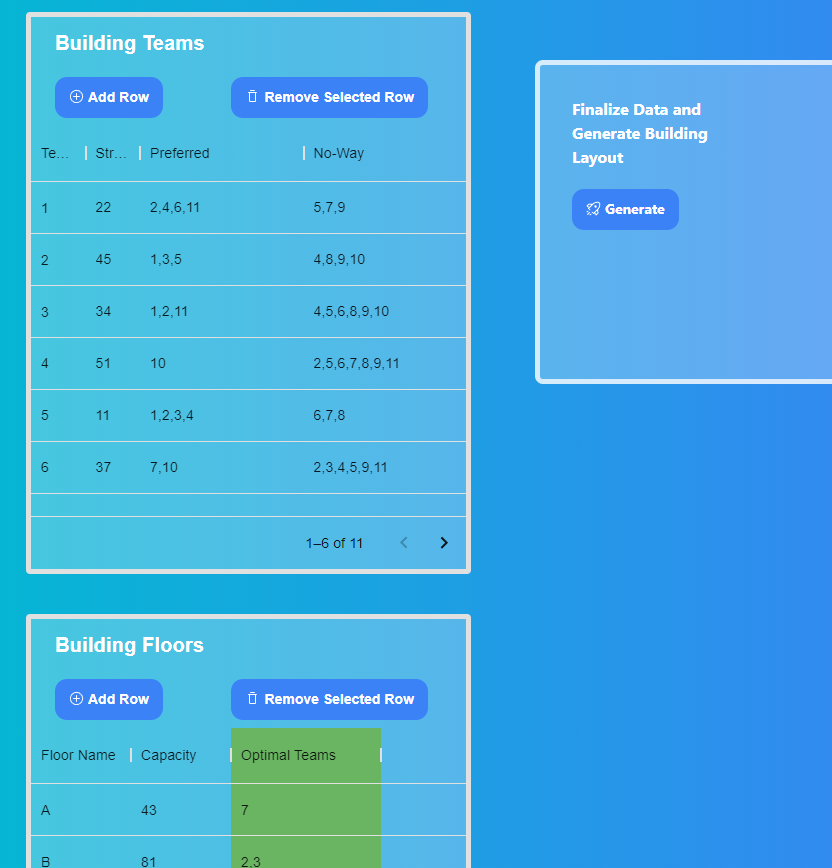 Building Teams
Add Row Remove Selected Row
Te... Str... Preferred No-Way
1 22 2,4,6,11 5,7,9
2 45 1,3,5 4,8,9,10
3 34 1,2,11 4,5,6,8,9,10
4 51 10 2,5,6,7,8,9,11
5 11 1,2,3,4 6,7,8
6 37 7,10 2,3,4,5,9,11
1–6 of 11
Finalize Data and
Generate Building
Layout
Generate
Building Floors
Add Row Remove Selected Row
Floor Name Capacity Optimal Teams
A 43 7
B 81 2,3